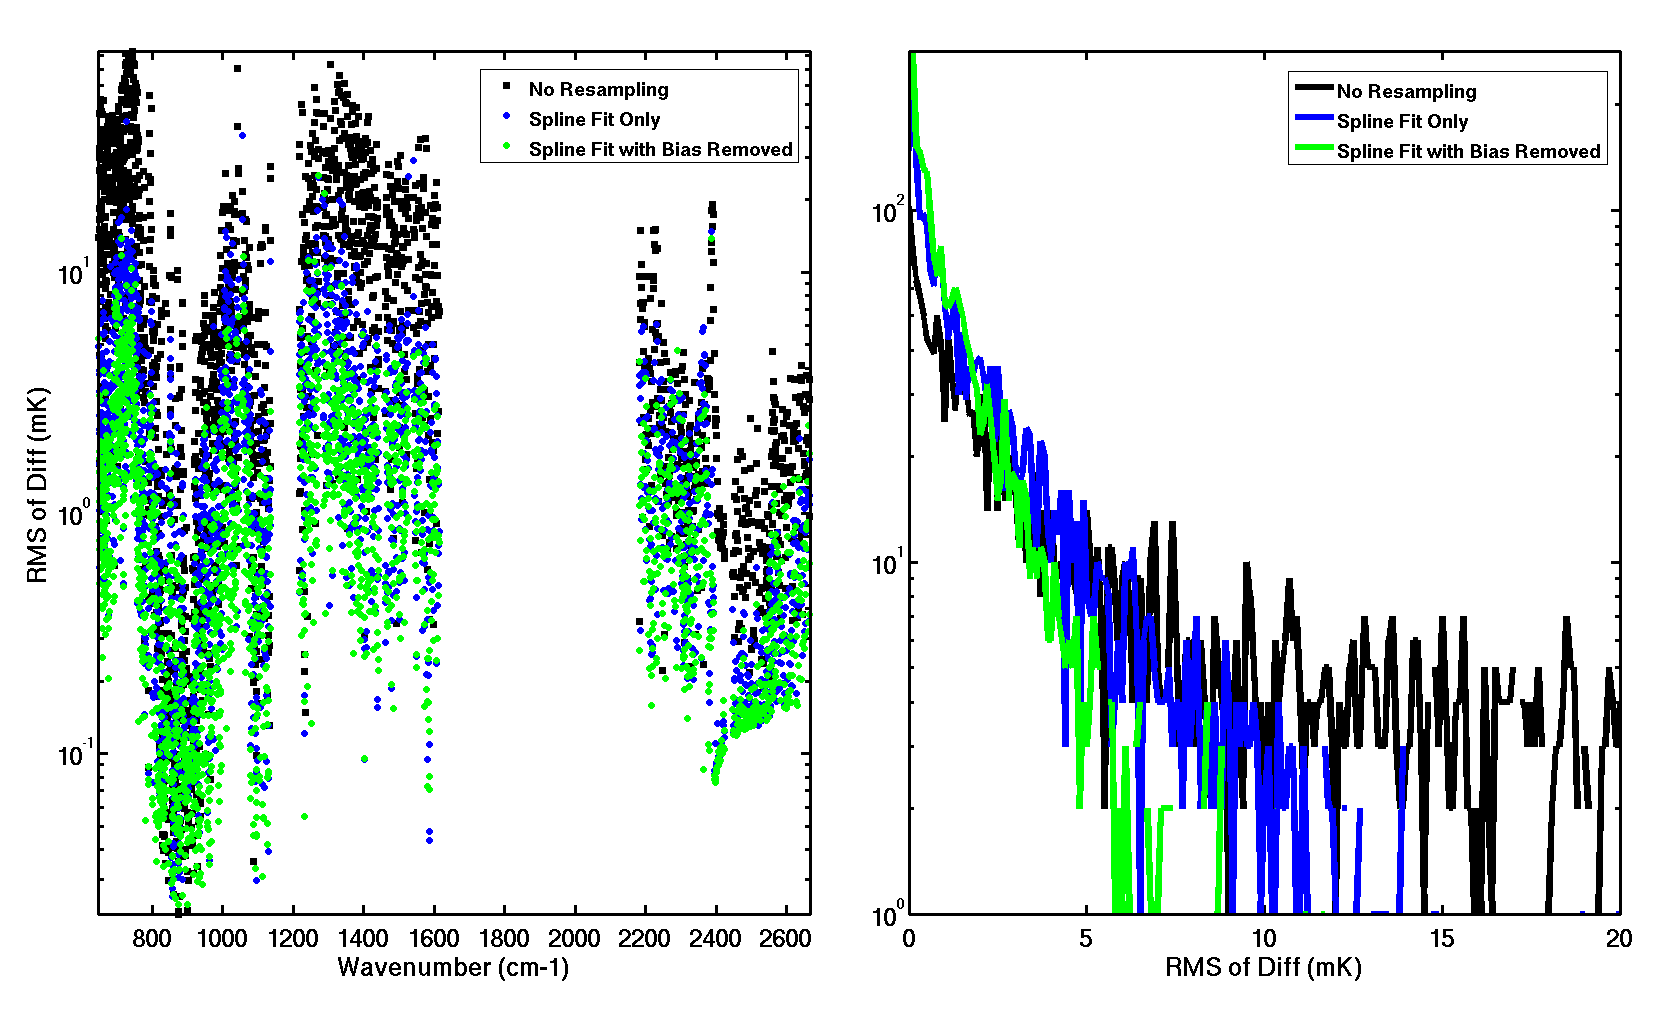 No Resampling
Spline Fit Only
Spline Fit with Bias Removed
10^1
10^0
10^-1
RMS of Diff (mK)
800 1000 1200 1400 1600 1800 2000 2200 2400 2600
Wavenumber (cm-1)
No Resampling
Spline Fit Only
Spline Fit with Bias Removed
10^2
10^1
10^0
0 5 10 15 20
RMS of Diff (mK)